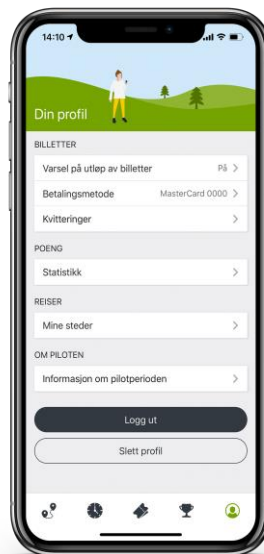 14:10
Din profil
BILLETTER
Varsel på utløp av billetter På
Betalingsmetode MasterCard 0000
Kvitteringer
POENG
Statistikk
REISER
Mine steder
OM PILOTEN
Informasjon om pilotperioden
Logg ut
Slett profil